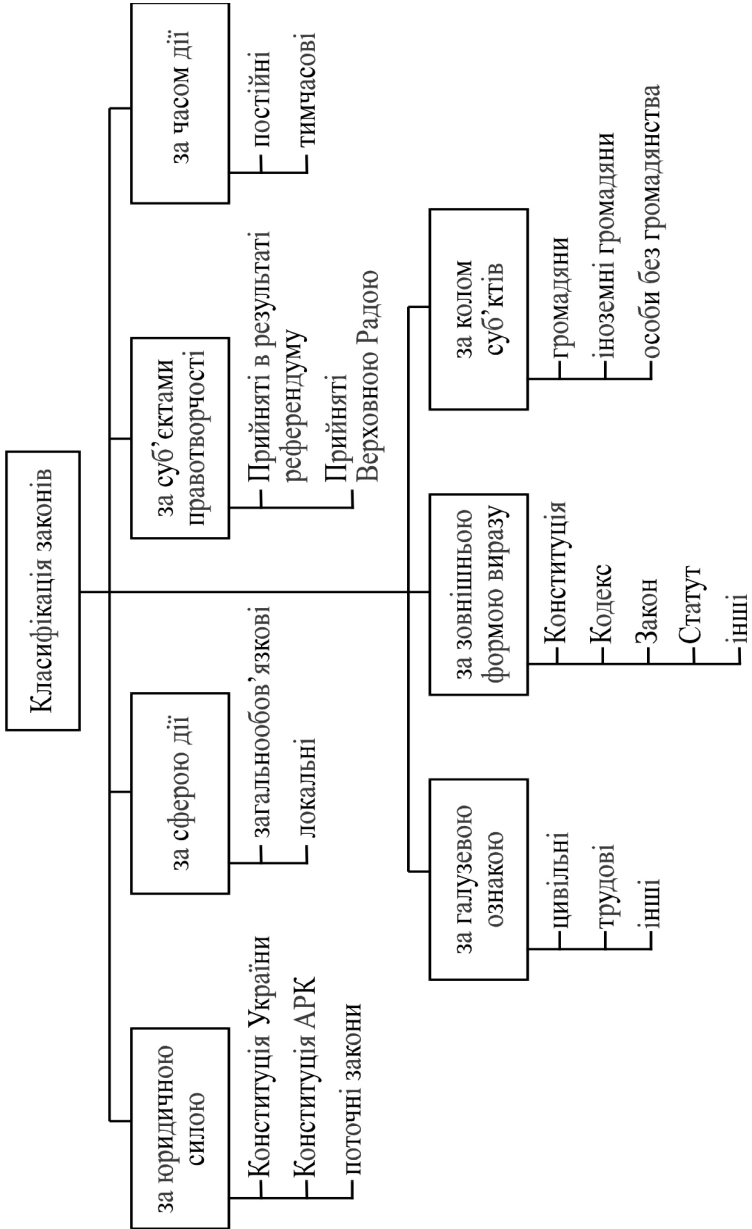 Класифікація законів
за юридичною
силою
Конституція України
Конституція АРК
поточні закони
за сферою дії
загальнообов’язкові
локальні
за суб’єктами
правотворчості
Прийняті в результаті
референдуму
Прийняті
Верховною Радою
за часом дії
постійні
тимчасові
за галузевою
ознакою
цивільні
трудові
інші
за зовнішньою
формою виразу
Конституція
Кодекс
Закон
Статут
інші
за колом
суб’ктів
громадяни
іноземні громадяни
особи без громадянства